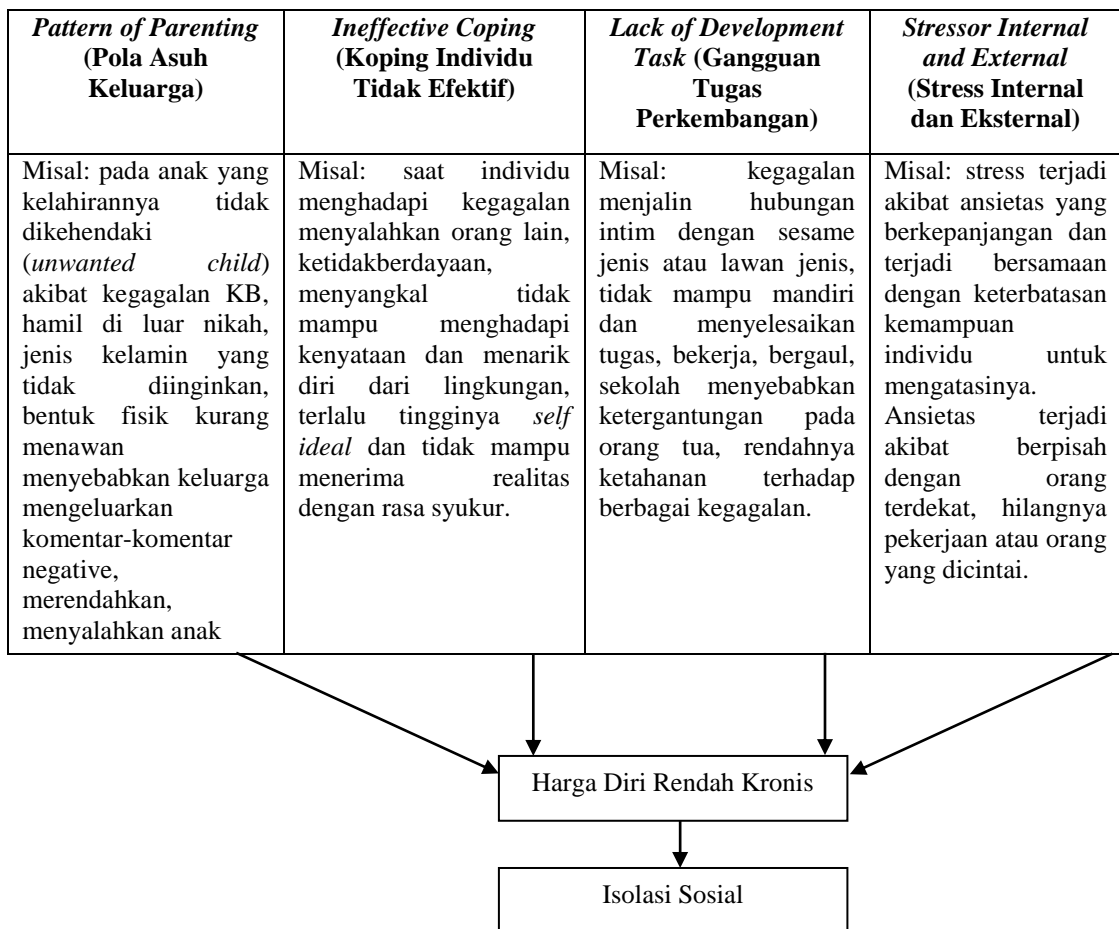 Pattern of Parenting
(Pola Asuh
Keluarga)
Ineffective Coping
(Koping Individu
Tidak Efektif)
Lack of Development
Task (Gangguan
Tugas
Perkembangan)
Stressor Internal
and External
(Stress Internal
dan Eksternal)
Misal: pada anak yang
kelahirannya tidak
dikehendaki
(unwanted child)
akibat kegagalan KB,
hamil di luar nikah,
jenis kelamin yang
tidak diinginkan,
bentuk fisik kurang
menawan
menyebabkan keluarga
mengeluarkan
komentar-komentar
negative,
merendahkan,
menyalahkan anak
Misal: saat individu
menghadapi kegagalan
menyalahkan orang lain,
ketidakberdayaan,
menyangkal tidak
mampu menghadapi
kenyataan dan menarik
diri dari lingkungan,
terlalu tingginya self
ideal dan tidak mampu
menerima realitas
dengan rasa syukur.
Misal: kegagalan
menjalin hubungan
intim dengan sesame
jenis atau lawan jenis,
tidak mampu mandiri
dan menyelesaikan
tugas, bekerja, bergaul,
sekolah menyebabkan
ketergantungan pada
orang tua, rendahnya
ketahanan terhadap
berbagai kegagalan.
Misal: stress terjadi
akibat ansietas yang
berkepanjangan dan
terjadi bersamaan
dengan keterbatasan
kemampuan
individu untuk
mengatasinya.
Ansietas terjadi
akibat berpisah
dengan orang
terdekat, hilangnya
pekerjaan atau orang
yang dicintai.
Harga Diri Rendah Kronis
Isolasi Sosial